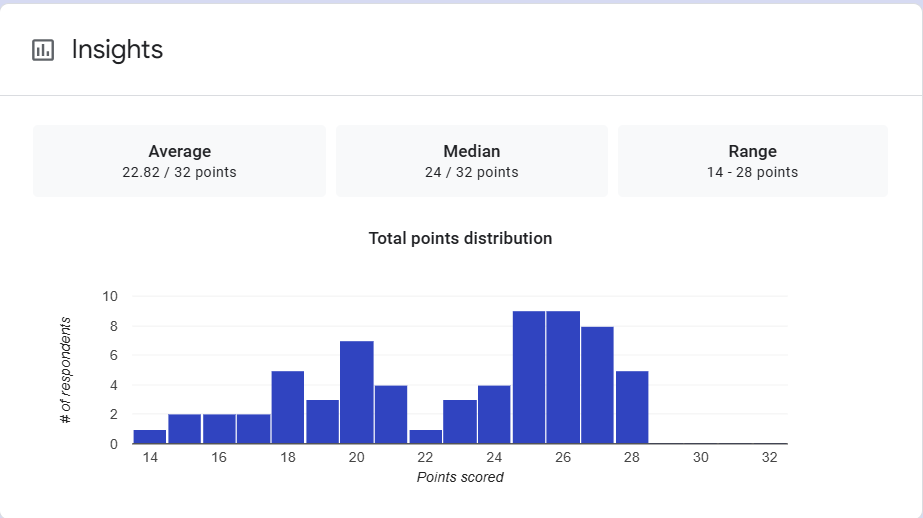 Insights
Average
22.82 / 32 points
Median
24 / 32 points
Range
14 - 28 points
Total points distribution
# of respondents
10
8
6
4
2
0
14 16 18 20 22 24 26 28 30 32
Points scored